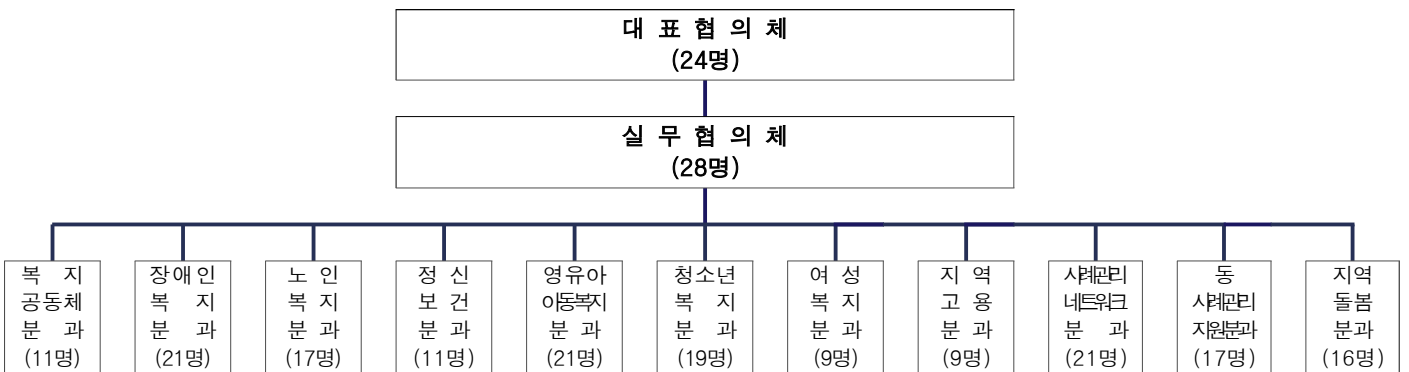 대 표 협 의 체
(24명)
실 무 협 의 체
(28명)
복 지
공동체
분 과
(11명)
장애인
복 지
분 과
(21명)
노 인
복 지
분 과
(17명)
정 신
보 건
분 과
(11명)
영유아
아동복지
분 과
(21명)
청소년
복 지
분 과
(19명)
여 성
복 지
분 과
(9명)
지 역
고 용
분 과
(9명)
사례관리
네트워크
분 과
(21명)
동
사례관리
지원분과
(17명)
지역
돌봄
분과
(16명)